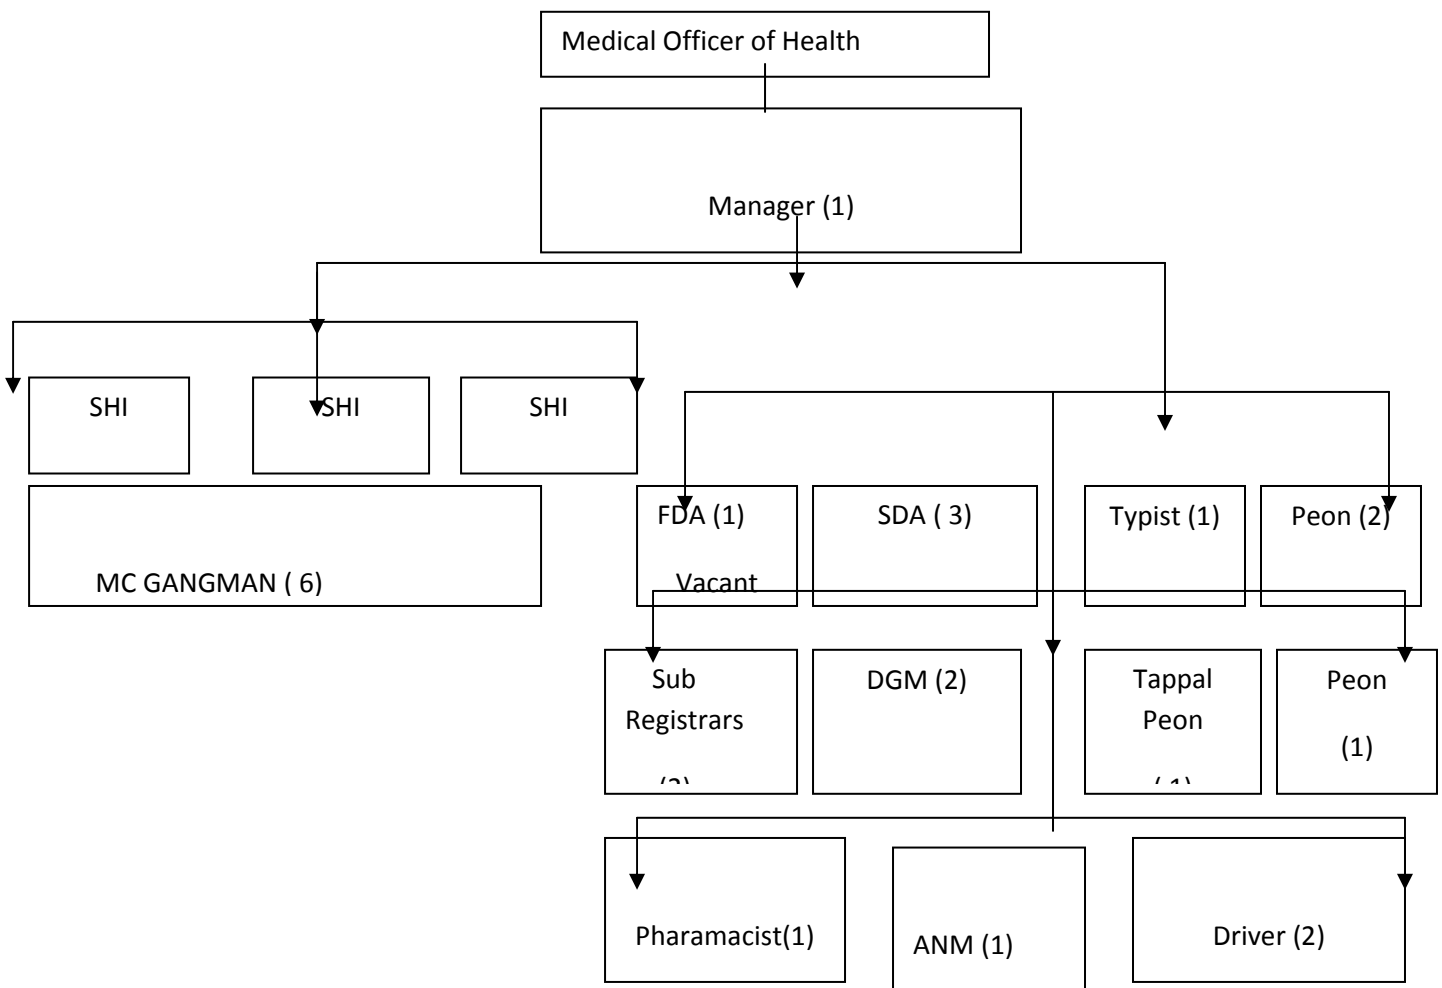 Medical Officer of Health
Manager (1)
SHI
SHI
SHI
MC GANGMAN ( 6)
FDA (1)
Vacant
SDA ( 3)
Typist (1)
Peon (2)
Sub
Registrars
DGM (2)
Tappal
Peon
( 1)
Peon
(1)
Pharamacist(1)
ANM (1)
Driver (2)